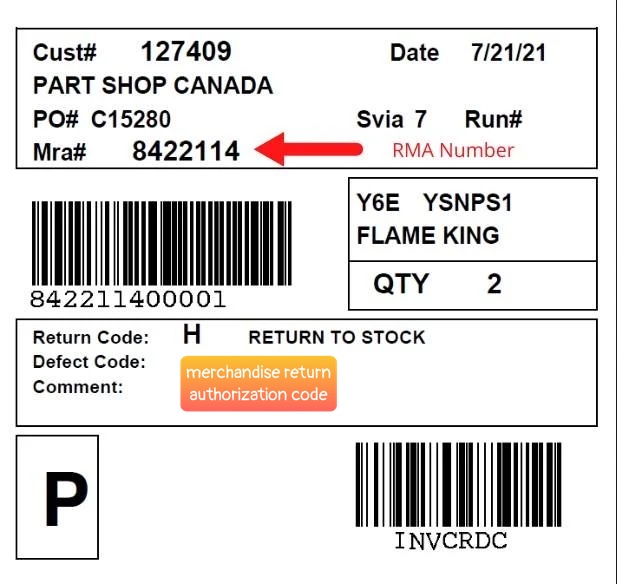 Cust# 127409 Date 7/21/21
PART SHOP CANADA
PO# C15280 Svia 7 Run#
Mra# 8422114 RMA Number
Y6E YSNPS1
FLAME KING
QTY 2
842211400001
Return Code: H RETURN TO STOCK
Defect Code:
Comment:
merchandise return
authorization code
P
INVCRDC